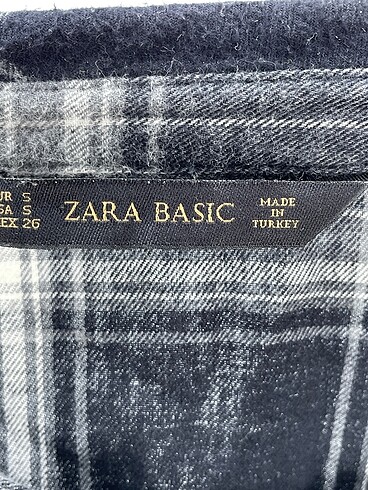 UR S
SA S
EX 26
ZARA BASIC
MADE
IN
TURKEY